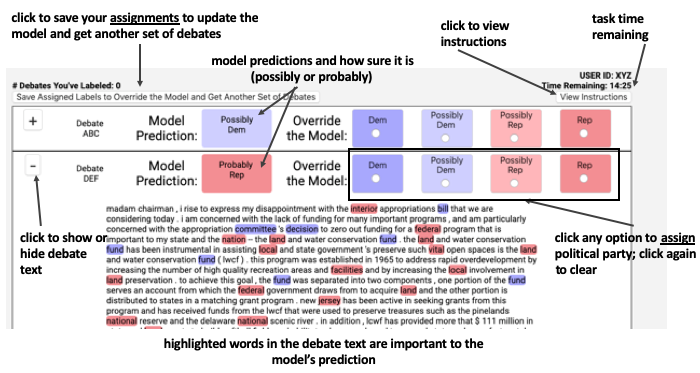 click to save your assignments to update the
model and get another set of debates
click to view
instructions
task time
remaining
model predictions and how sure it is
(possibly or probably)
USER ID: XYZ
# Debates You've Labeled: 0
Time Remaining: 14:25
Save Assigned Labels to Override the Model and Get Another Set of Debates
View Instructions
+
Debate
ABC
Model
Prediction:
Possibly
Dem
Override
the Model:
Dem
Possibly
Dem
Possibly
Rep
Rep
-
Debate
DEF
Model
Prediction:
Probably
Rep
Override
the Model:
Dem
Possibly
Dem
Possibly
Rep
Rep
madam chairman , i rise to express my disappointment with the interior appropriations bill that we are
considering today . i am concerned with the lack of funding for many important programs , and am particularly
concerned with the appropriation committee 's decision to zero out funding for a federal program that is
important to my state and the nation – the land and water conservation fund . the land and water conservation
fund has been instrumental in assisting local and state government 's preserve such vital open spaces is the land
and water conservation fund ( lwcf ) . this program was established in 1965 to address rapid overdevelopment by
increasing the number of high quality recreation areas and facilities and by increasing the local involvement in
land preservation . to achieve this goal , the fund was separated into two components , one portion of the fund
serves an account from which the federal government draws from to acquire land and the other portion is
distributed to states in a matching grant program . new jersey has been active in seeking grants from this
program and has received funds from the lwcf that were used to preserve treasures such as the pinelands
national reserve and the delaware national scenic river . in addition , lcwf has provided more than $ 111 million in
click to show or
hide debate
text
click any option to assign
political party; click again
to clear
highlighted words in the debate text are important to the
model's prediction